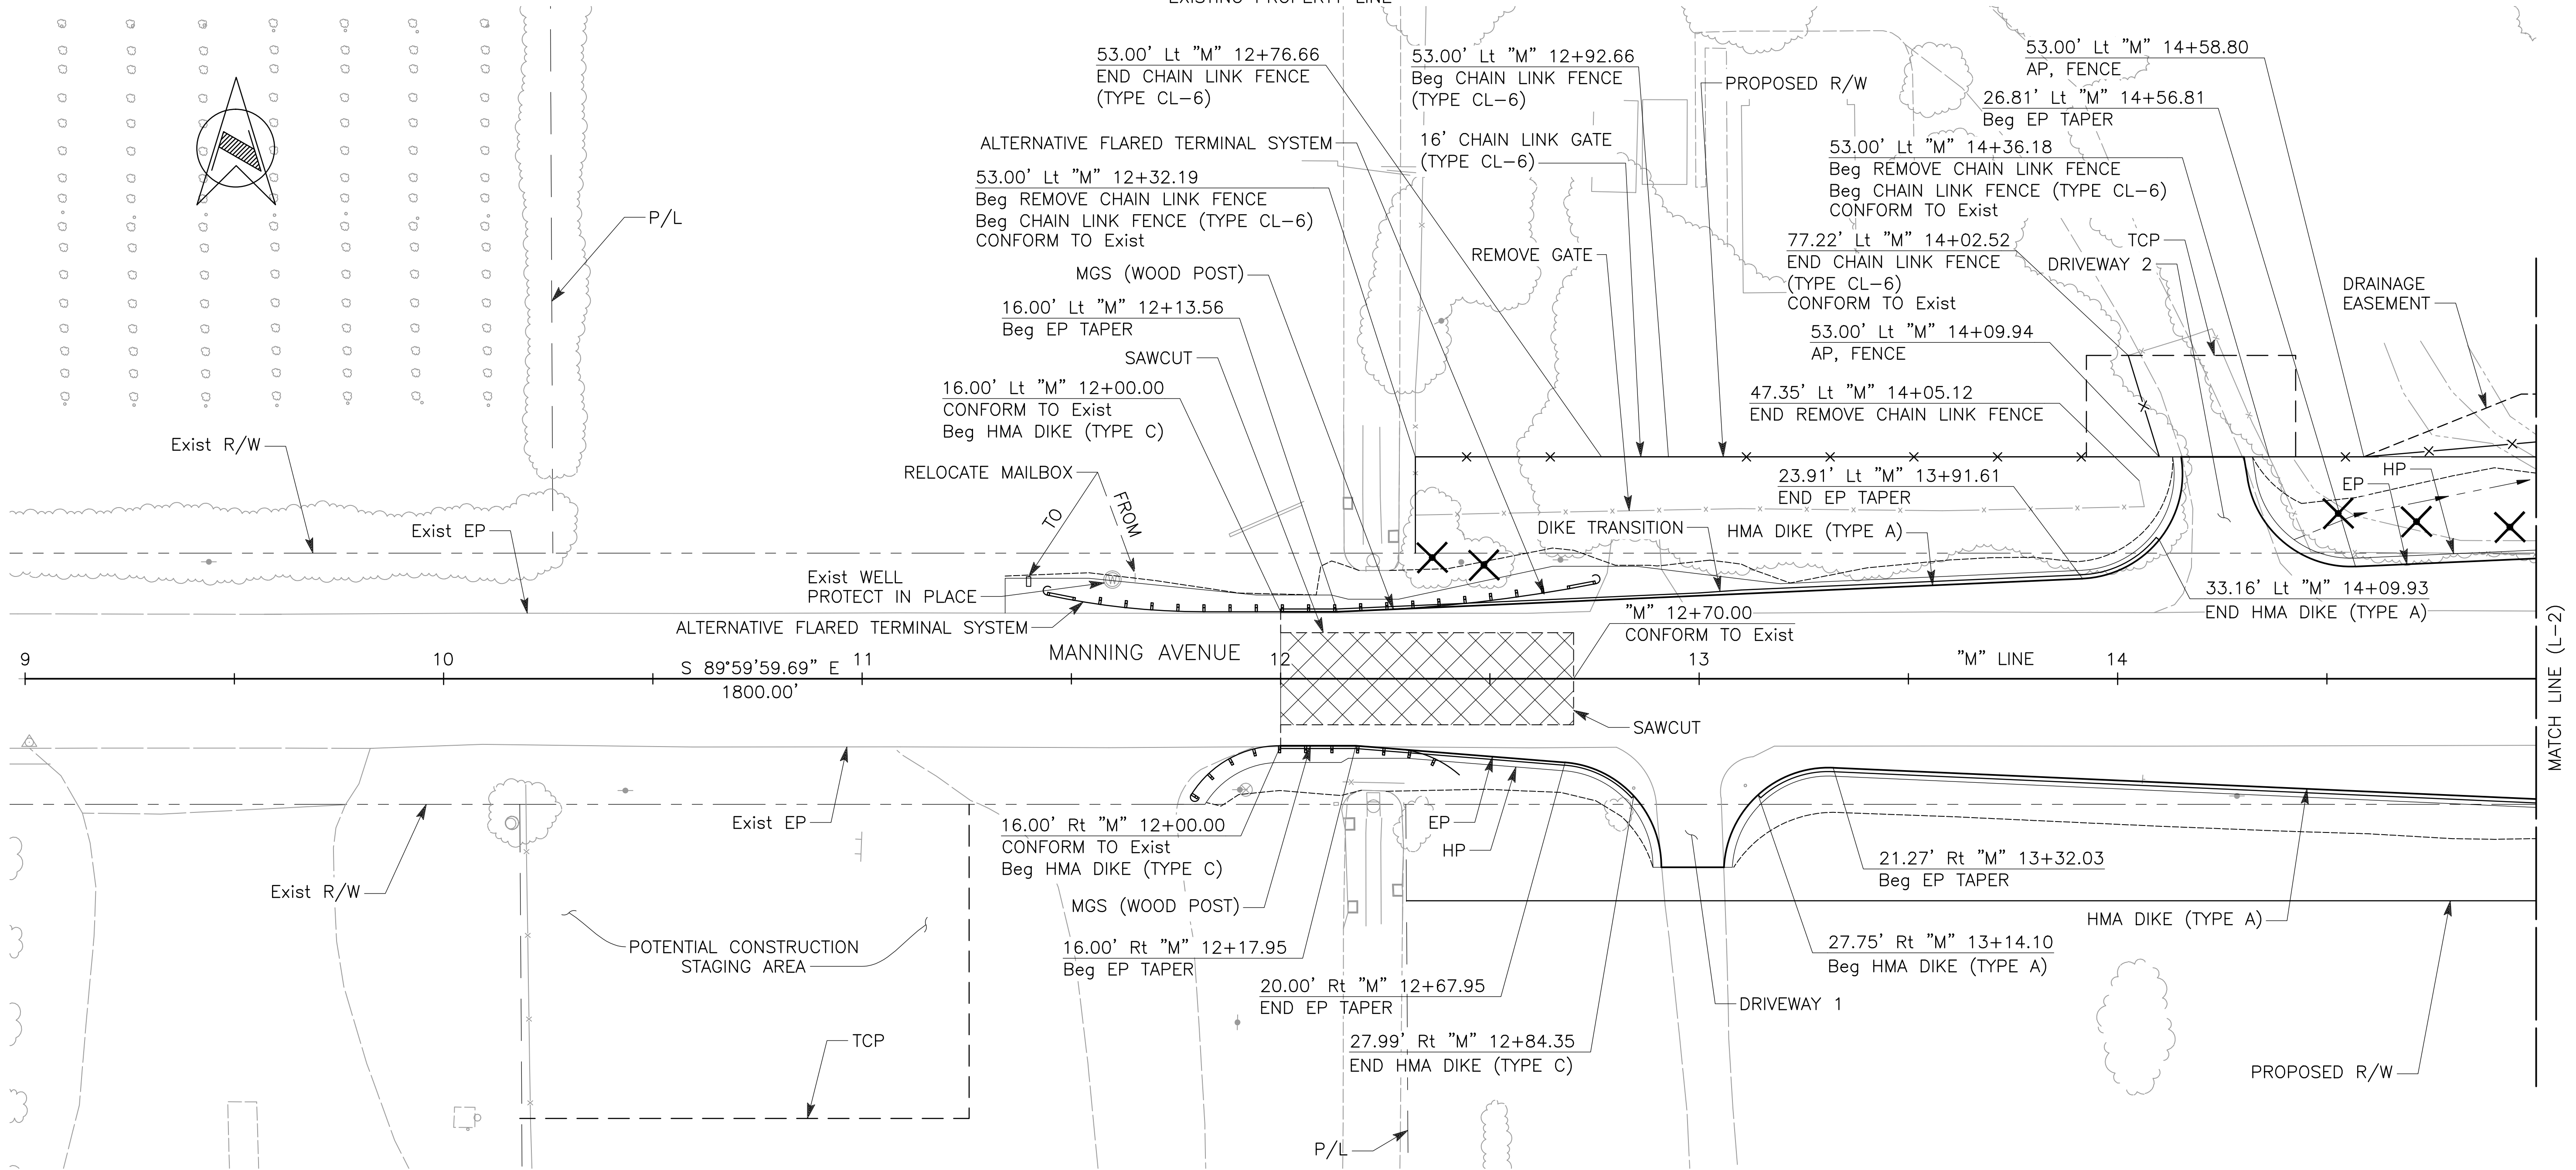 EXISTING PROPERTY LINE
53.00' Lt "M" 12+76.66
END CHAIN LINK FENCE
(TYPE CL-6)
53.00' Lt "M" 12+92.66
Beg CHAIN LINK FENCE
(TYPE CL-6)
PROPOSED R/W
53.00' Lt "M" 14+58.80
AP, FENCE
26.81' Lt "M" 14+56.81
Beg EP TAPER
ALTERNATIVE FLARED TERMINAL SYSTEM
16' CHAIN LINK GATE
(TYPE CL-6)
53.00' Lt "M" 14+36.18
Beg REMOVE CHAIN LINK FENCE
Beg CHAIN LINK FENCE (TYPE CL-6)
CONFORM TO Exist
53.00' Lt "M" 12+32.19
Beg REMOVE CHAIN LINK FENCE
Beg CHAIN LINK FENCE (TYPE CL-6)
CONFORM TO Exist
P/L
REMOVE GATE
77.22' Lt "M" 14+02.52
END CHAIN LINK FENCE
(TYPE CL-6)
CONFORM TO Exist
TCP
DRIVEWAY 2
DRAINAGE
EASEMENT
MGS (WOOD POST)
16.00' Lt "M" 12+13.56
Beg EP TAPER
SAWCUT
53.00' Lt "M" 14+09.94
AP, FENCE
16.00' Lt "M" 12+00.00
CONFORM TO Exist
Beg HMA DIKE (TYPE C)
47.35' Lt "M" 14+05.12
END REMOVE CHAIN LINK FENCE
Exist R/W
RELOCATE MAILBOX
TO
FROM
23.91' Lt "M" 13+91.61
END EP TAPER
HP
EP
Exist EP
DIKE TRANSITION
HMA DIKE (TYPE A)
Exist WELL
PROTECT IN PLACE
W
33.16' Lt "M" 14+09.93
END HMA DIKE (TYPE A)
ALTERNATIVE FLARED TERMINAL SYSTEM
"M" 12+70.00
CONFORM TO Exist
MANNING AVENUE
9
10
S 89°59'59.69" E
1800.00'
11
12
13
"M" LINE
14
MATCH LINE (L-2)
SAWCUT
Exist EP
16.00' Rt "M" 12+00.00
CONFORM TO Exist
Beg HMA DIKE (TYPE C)
EP
HP
Exist R/W
21.27' Rt "M" 13+32.03
Beg EP TAPER
MGS (WOOD POST)
HMA DIKE (TYPE A)
POTENTIAL CONSTRUCTION
STAGING AREA
16.00' Rt "M" 12+17.95
Beg EP TAPER
27.75' Rt "M" 13+14.10
Beg HMA DIKE (TYPE A)
20.00' Rt "M" 12+67.95
END EP TAPER
DRIVEWAY 1
TCP
27.99' Rt "M" 12+84.35
END HMA DIKE (TYPE C)
PROPOSED R/W
P/L